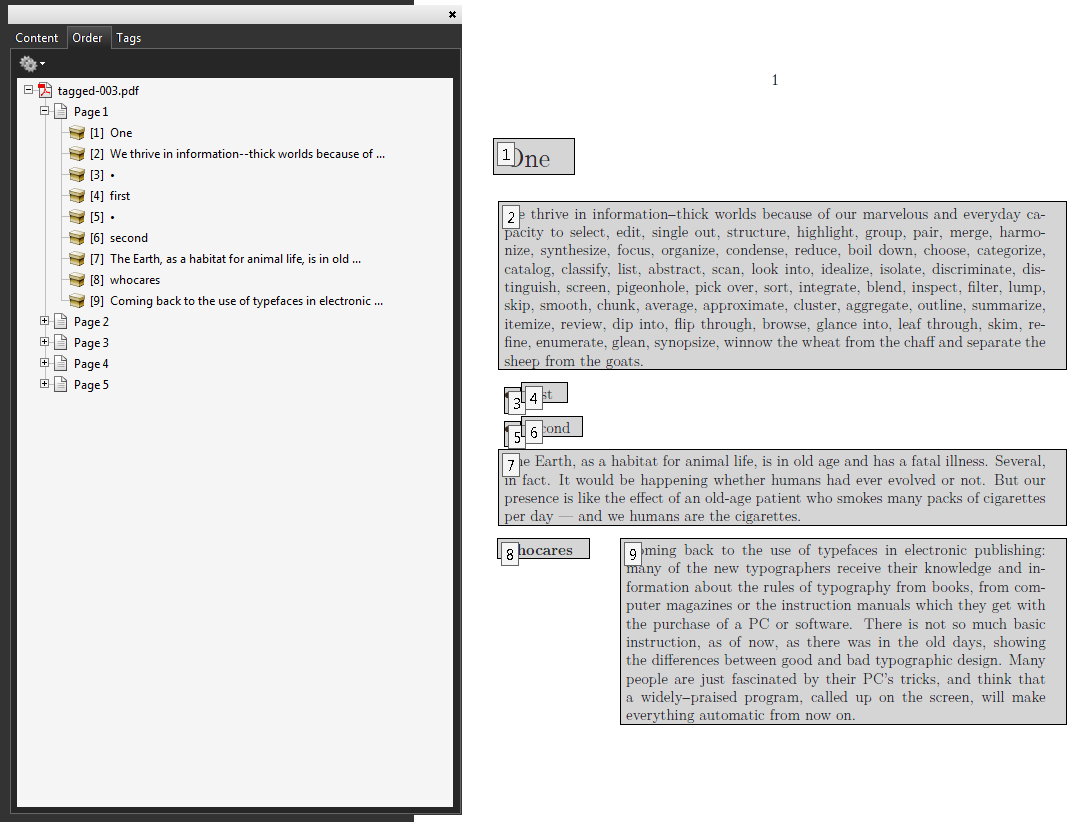 Content Order Tags
tagged-003.pdf
Page 1
[1] One
[2] We thrive in information--thick worlds because of ...
[3] •
[4] first
[5] •
[6] second
[7] The Earth, as a habitat for animal life, is in old ...
[8] whocares
[9] Coming back to the use of typefaces in electronic ...
Page 2
Page 3
Page 4
Page 5
1
1 One
2 e thrive in information–thick worlds because of our marvelous and everyday ca-
pacity to select, edit, single out, structure, highlight, group, pair, merge, harmo-
nize, synthesize, focus, organize, condense, reduce, boil down, choose, categorize,
catalog, classify, list, abstract, scan, look into, idealize, isolate, discriminate, dis-
tinguish, screen, pigeonhole, pick over, sort, integrate, blend, inspect, filter, lump,
skip, smooth, chunk, average, approximate, cluster, aggregate, outline, summarize,
itemize, review, dip into, flip through, browse, glance into, leaf through, skim, re-
fine, enumerate, glean, synopsize, winnow the wheat from the chaff and separate the
sheep from the goats.
3 4 st
5 6 cond
7 he Earth, as a habitat for animal life, is in old age and has a fatal illness. Several,
in fact. It would be happening whether humans had ever evolved or not. But our
presence is like the effect of an old-age patient who smokes many packs of cigarettes
per day — and we humans are the cigarettes.
8 hocares
9 oming back to the use of typefaces in electronic publishing:
many of the new typographers receive their knowledge and in-
formation about the rules of typography from books, from com-
puter magazines or the instruction manuals which they get with
the purchase of a PC or software. There is not so much basic
instruction, as of now, as there was in the old days, showing
the differences between good and bad typographic design. Many
people are just fascinated by their PC's tricks, and think that
a widely–praised program, called up on the screen, will make
everything automatic from now on.